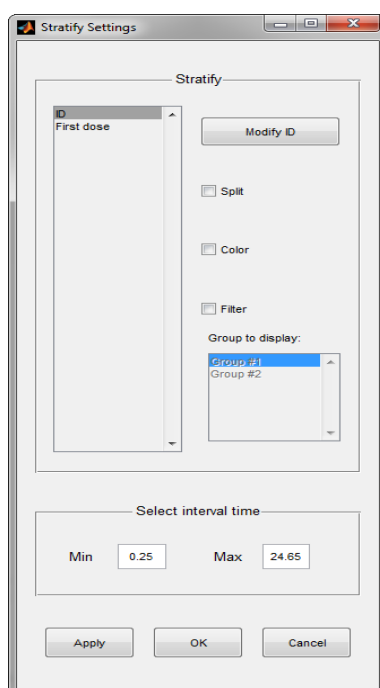 Stratify Settings
Stratify
ID
First dose
Modify ID
Split
Color
Filter
Group to display:
Group #1
Group #2
Select interval time
Min 0.25 Max 24.65
Apply OK Cancel